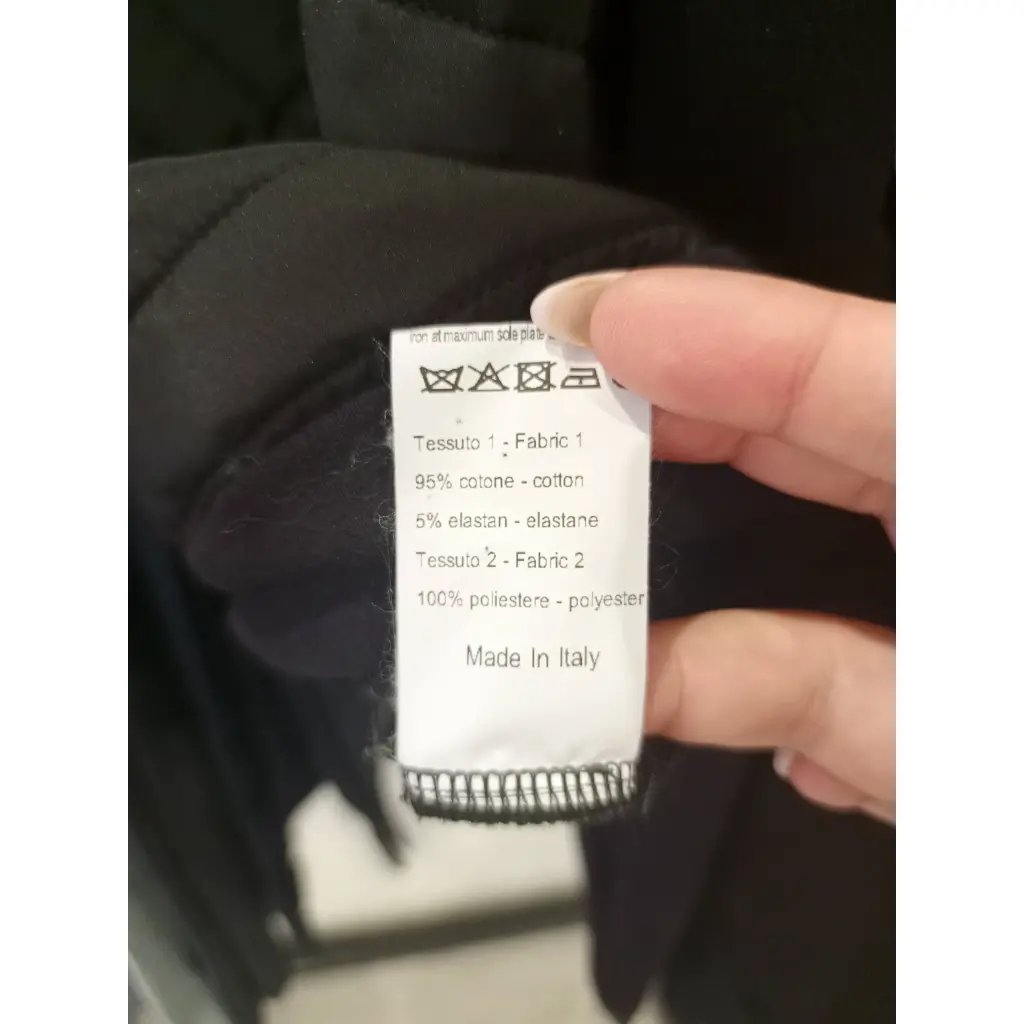 iron at maximum sole plate
Tessuto 1 - Fabric 1
95% cotone - cotton
5% elastan - elastane
Tessuto 2 - Fabric 2
100% poliestere - polyester
Made In Italy